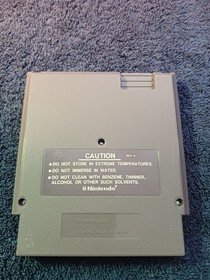 CAUTION
• DO NOT STORE IN EXTREME TEMPERATURES.
• DO NOT IMMERSE IN WATER.
• DO NOT CLEAN WITH BENZENE, THINNER,
ALCOHOL OR OTHER SUCH SOLVENTS.
Nintendo